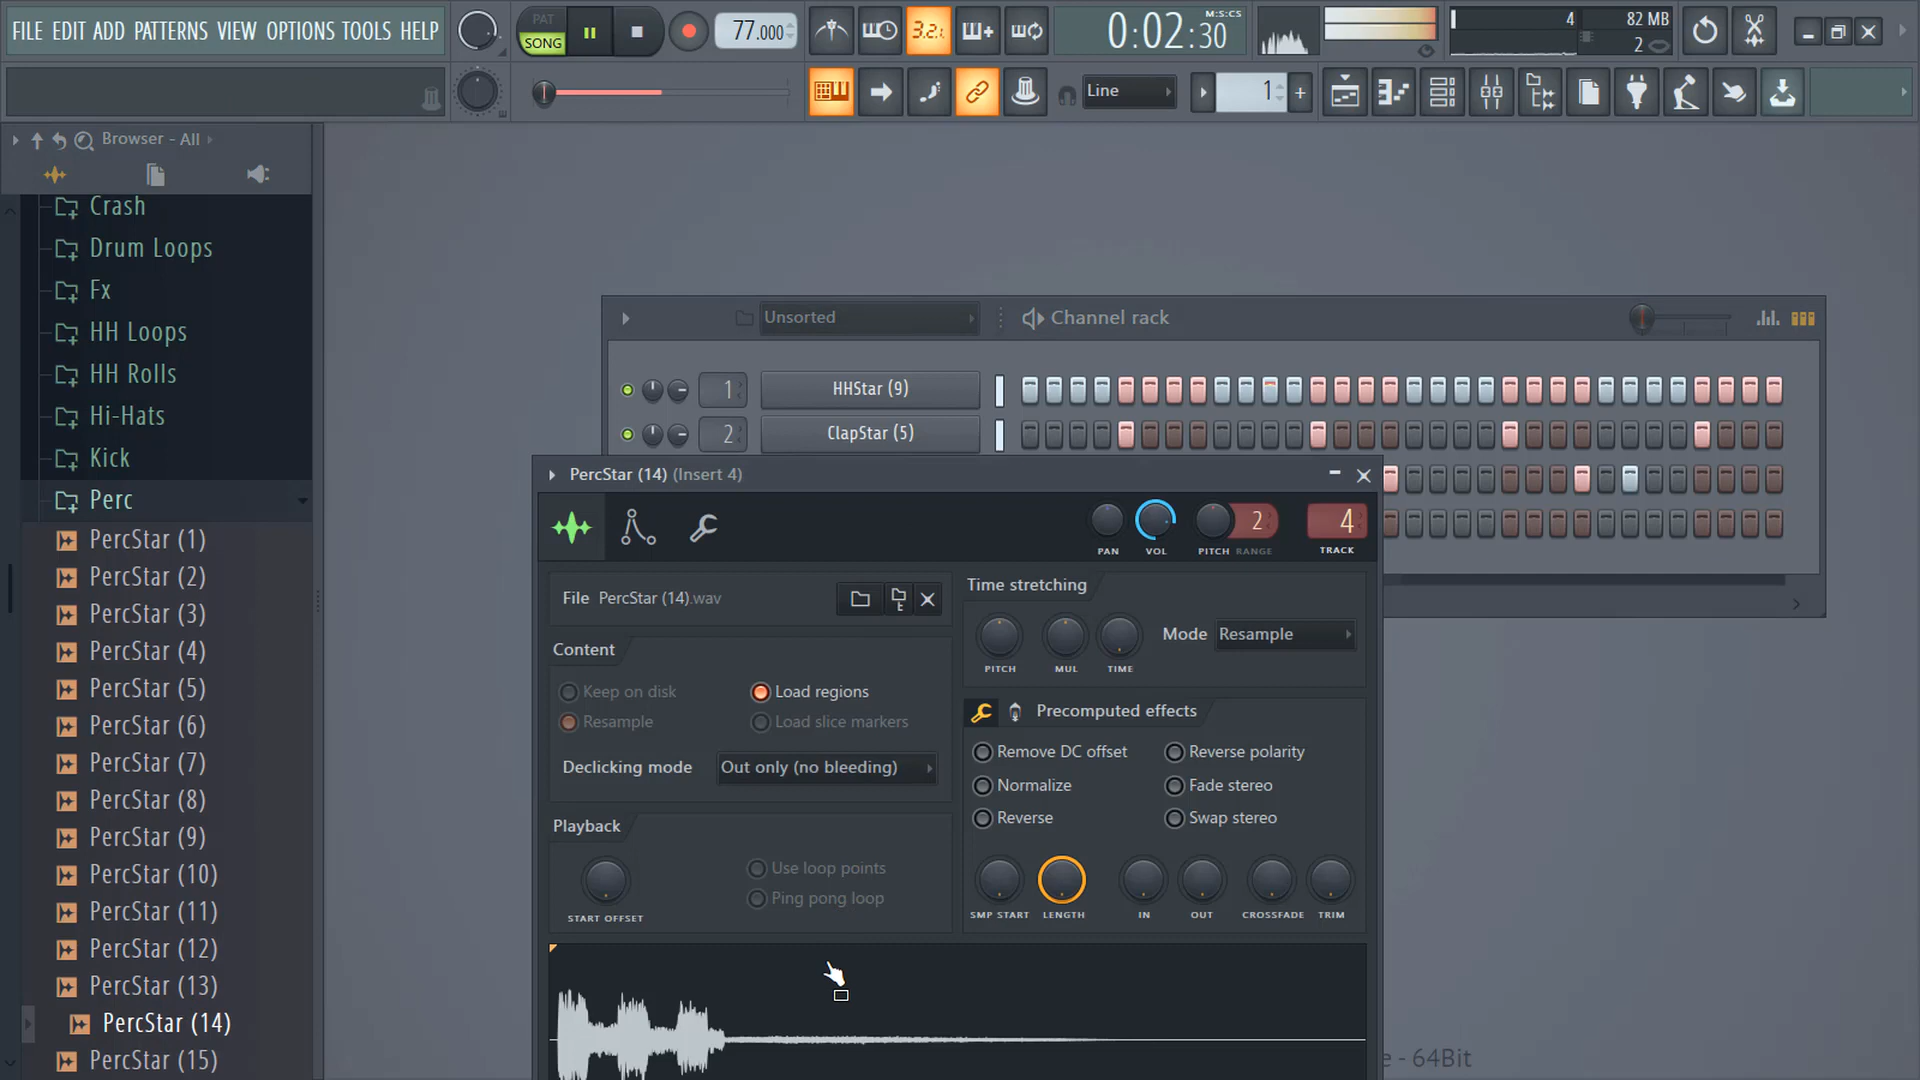 FILE EDIT ADD PATTERNS VIEW OPTIONS TOOLS HELP
PAT
SONG
77.000
3.2.
0:02:30
M:S:CS
4
82 MB
2
Line
1
Browser - All
Crash
Drum Loops
Fx
HH Loops
HH Rolls
Hi-Hats
Kick
Perc
PercStar (1)
PercStar (2)
PercStar (3)
PercStar (4)
PercStar (5)
PercStar (6)
PercStar (7)
PercStar (8)
PercStar (9)
PercStar (10)
PercStar (11)
PercStar (12)
PercStar (13)
PercStar (14)
PercStar (15)
Unsorted
Channel rack
1
HHStar (9)
2
ClapStar (5)
PercStar (14) (Insert 4)
PAN
VOL
PITCH
RANGE
2
4
TRACK
File PercStar (14).wav
Content
Keep on disk
Load regions
Resample
Load slice markers
Declicking mode
Out only (no bleeding)
Playback
START OFFSET
Use loop points
Ping pong loop
Time stretching
PITCH
MUL
TIME
Mode
Resample
Precomputed effects
Remove DC offset
Reverse polarity
Normalize
Fade stereo
Reverse
Swap stereo
SMP START
LENGTH
IN
OUT
CROSSFADE
TRIM
e - 64Bit